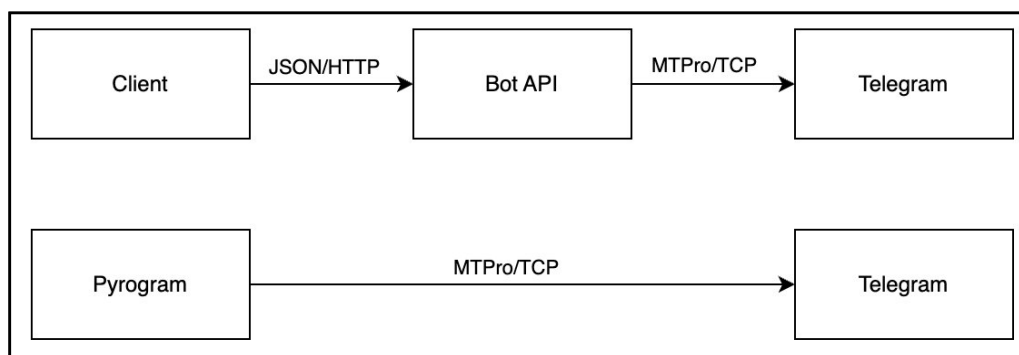 Client
JSON/HTTP
Bot API
MTPro/TCP
Telegram
Pyrogram
MTPro/TCP
Telegram